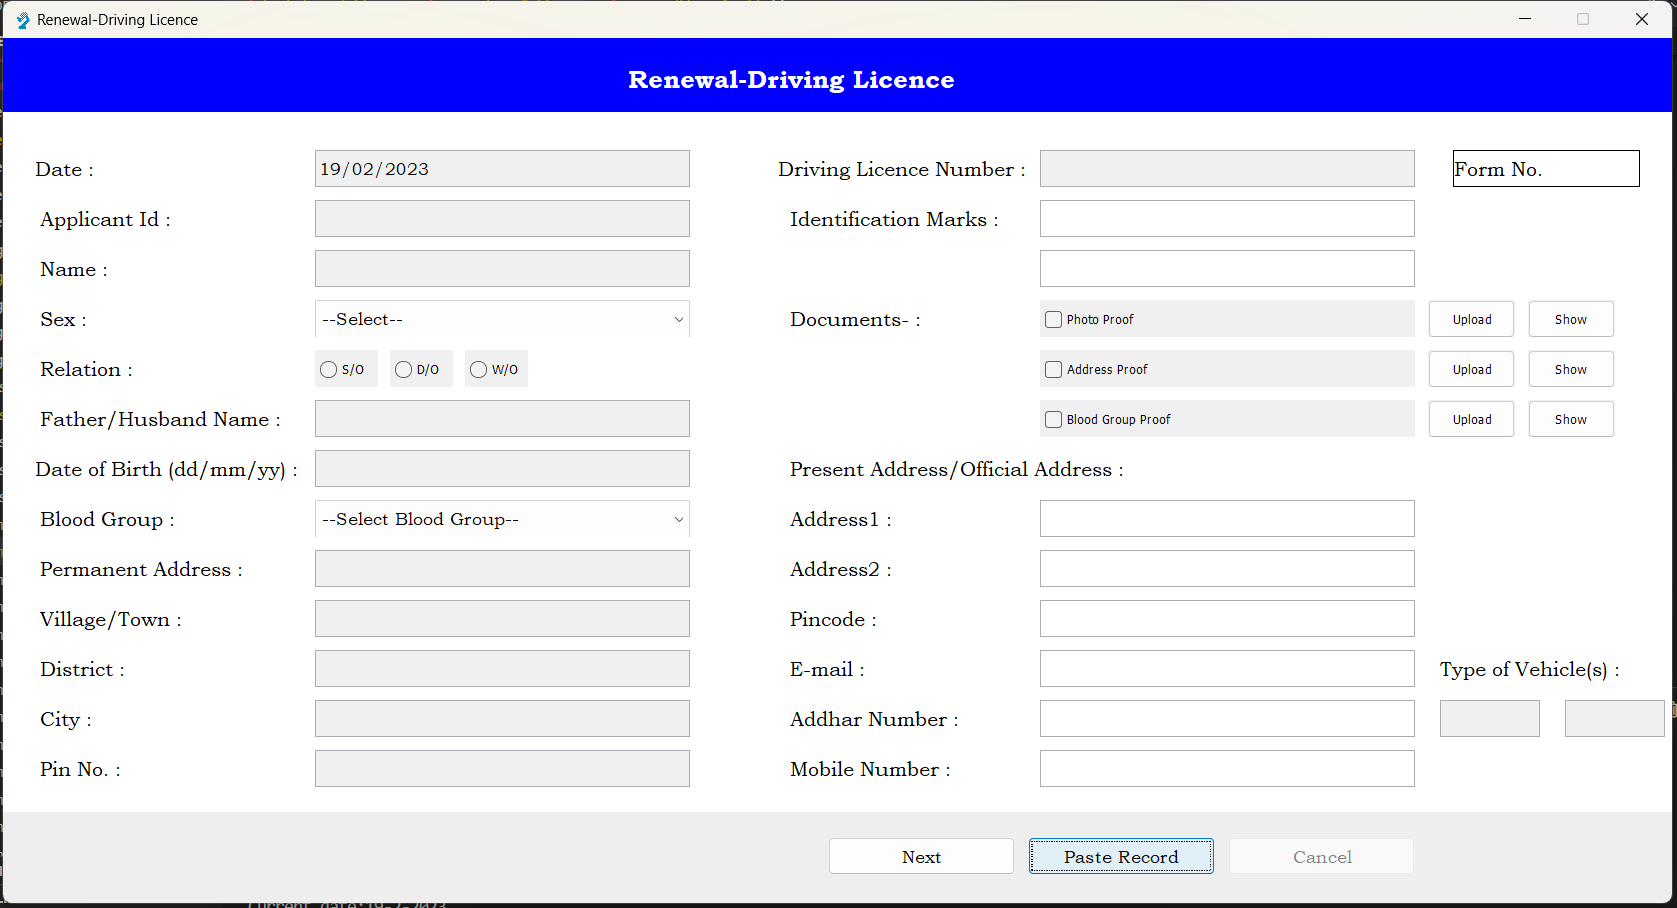 Renewal-Driving Licence
Renewal-Driving Licence
Date : 19/02/2023 Driving Licence Number : Form No.
Applicant Id : Identification Marks :
Name :
Sex : --Select-- Documents- : Photo Proof Upload Show
Relation : S/O D/O W/O Address Proof Upload Show
Father/Husband Name : Blood Group Proof Upload Show
Date of Birth (dd/mm/yy) : Present Address/Official Address :
Blood Group : --Select Blood Group-- Address1 :
Permanent Address : Address2 :
Village/Town : Pincode :
District : E-mail : Type of Vehicle(s) :
City : Addhar Number :
Pin No. : Mobile Number :
Next Paste Record Cancel